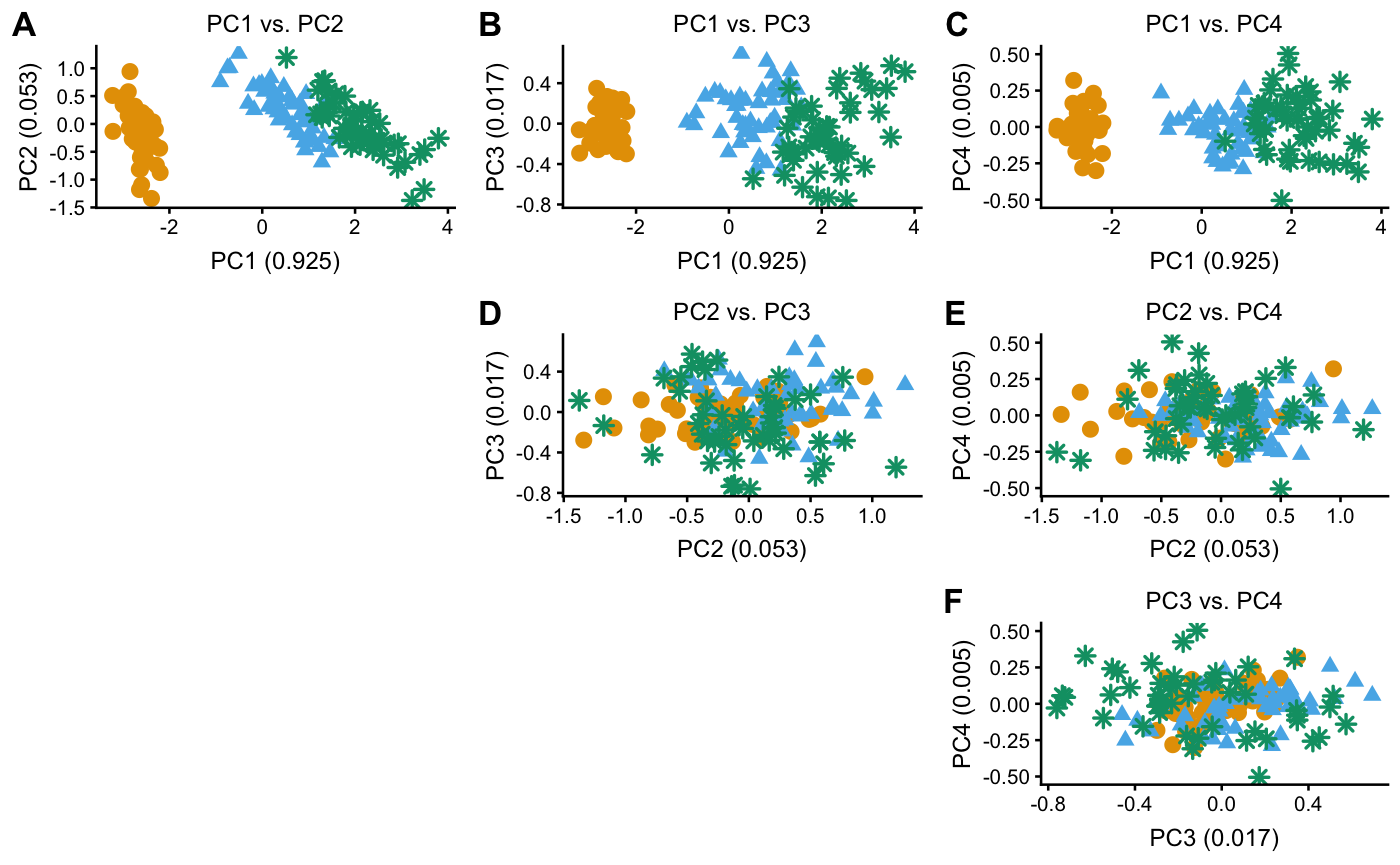 A
PC1 vs. PC2
PC2 (0.053)
1.0
0.5
0.0
-0.5
-1.0
-1.5
-2
0
2
4
PC1 (0.925)
B
PC1 vs. PC3
PC3 (0.017)
0.4
0.0
-0.4
-0.8
-2
0
2
4
PC1 (0.925)
C
PC1 vs. PC4
PC4 (0.005)
0.50
0.25
0.00
-0.25
-0.50
-2
0
2
4
PC1 (0.925)
D
PC2 vs. PC3
PC3 (0.017)
0.4
0.0
-0.4
-0.8
-1.5
-1.0
-0.5
0.0
0.5
1.0
PC2 (0.053)
E
PC2 vs. PC4
PC4 (0.005)
0.50
0.25
0.00
-0.25
-0.50
-1.5
-1.0
-0.5
0.0
0.5
1.0
PC2 (0.053)
F
PC3 vs. PC4
PC4 (0.005)
0.50
0.25
0.00
-0.25
-0.50
-0.8
-0.4
0.0
0.4
PC3 (0.017)